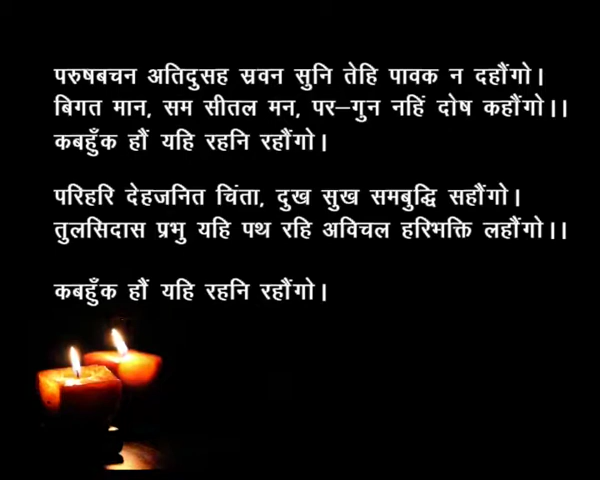 परुषबचन अतिदुसह स्रवन सुनि तेहि पावक न दहौंगो।
बिगत मान, सम सीतल मन, पर–गुन नहिं दोष कहौंगो।।
कबहुँक हौं यहि रहनि रहौंगो।
परिहरि देहजनित चिंता, दुख सुख समबुद्धि सहौंगो।
तुलसिदास प्रभु यहि पथ रहि अविचल हरिभक्ति लहौंगो।।
कबहुँक हौं यहि रहनि रहौंगो।